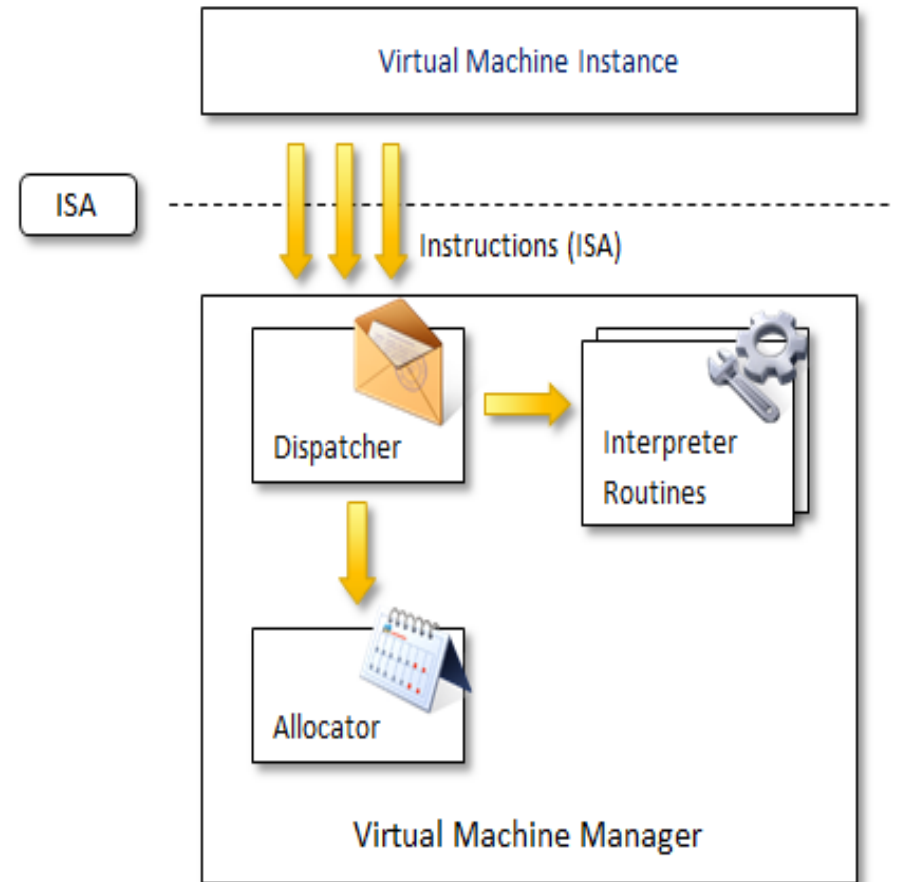 Virtual Machine Instance
ISA
Instructions (ISA)
Dispatcher
Interpreter
Routines
Allocator
Virtual Machine Manager